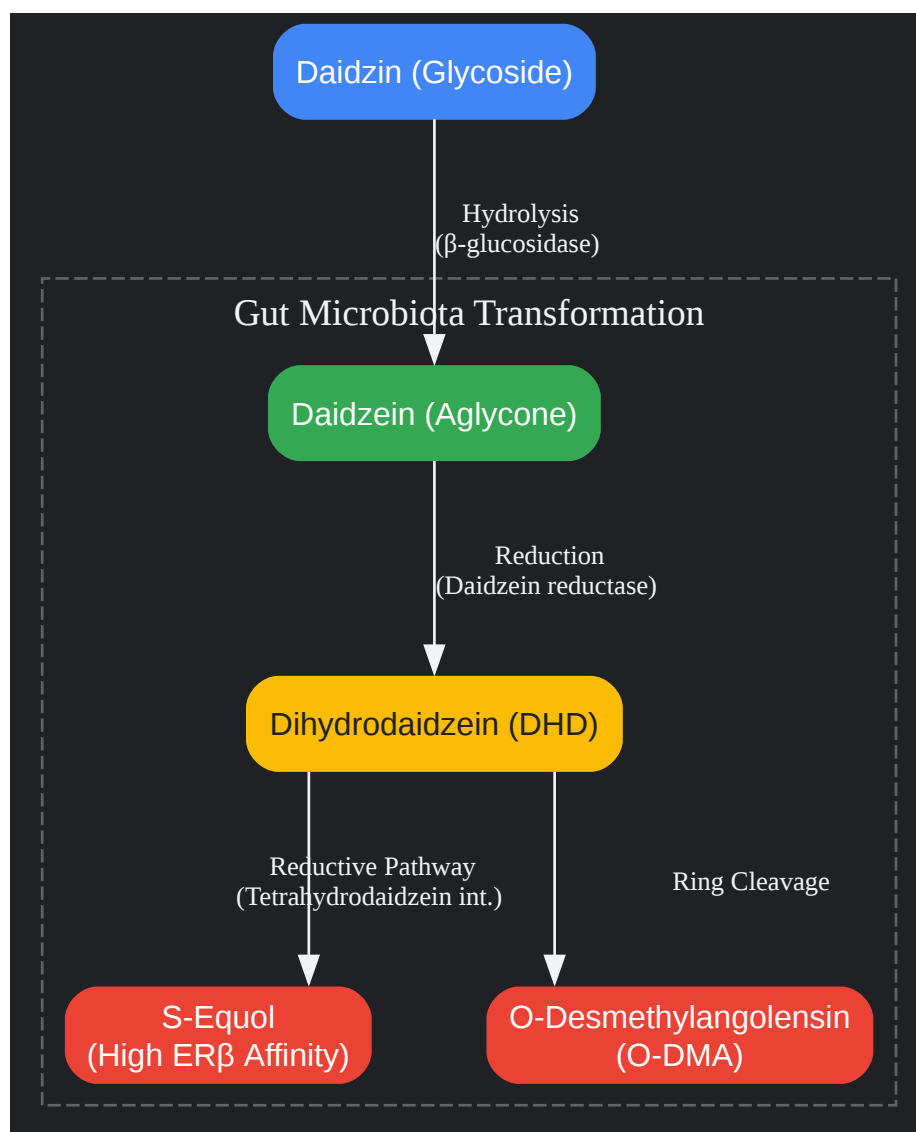 Daidzin (Glycoside)
Hydrolysis
(β-glucosidase)
Gut Microbiota Transformation
Daidzein (Aglycone)
Reduction
(Daidzein reductase)
Dihydrodaidzein (DHD)
Reductive Pathway
(Tetrahydrodaidzein int.)
Ring Cleavage
S-Equol
(High ERβ Affinity)
O-Desmethylangolensin
(O-DMA)